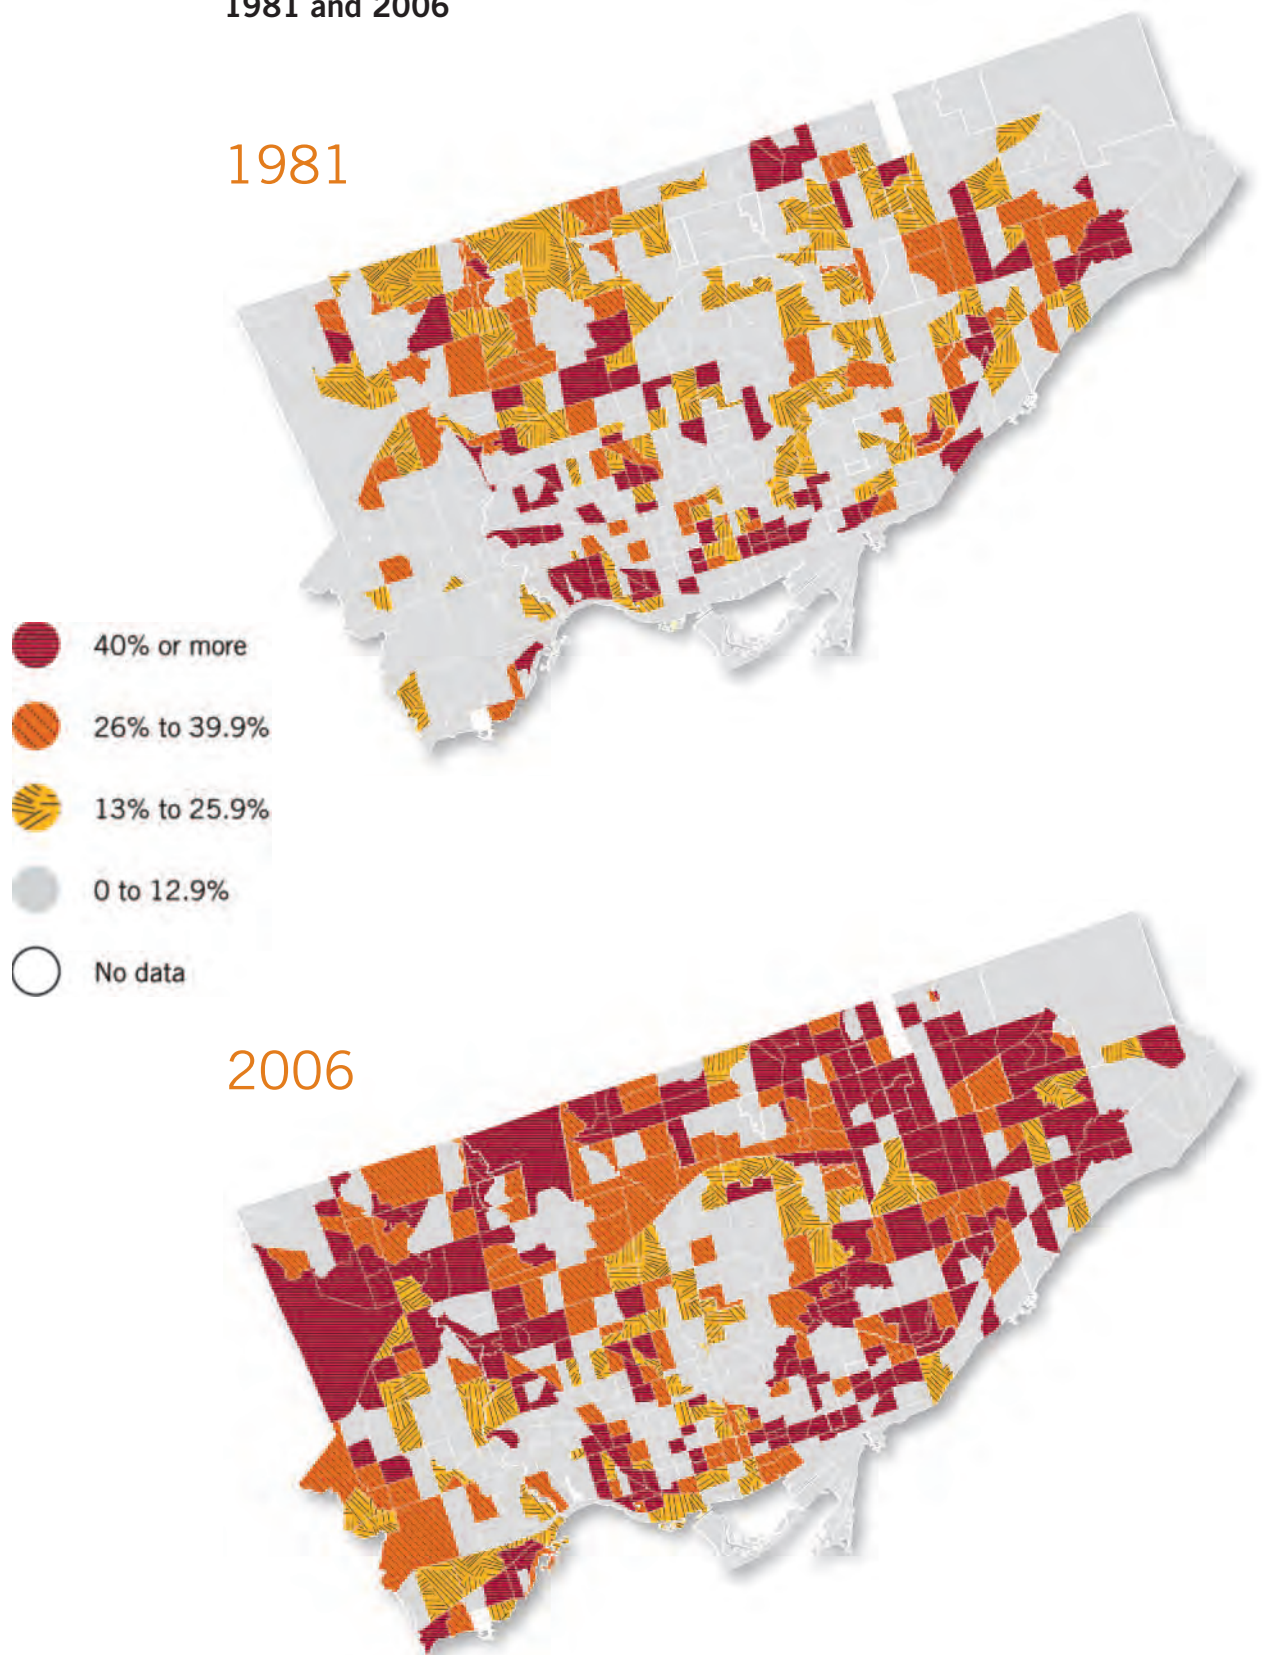 1981 and 2006
1981
40% or more
26% to 39.9%
13% to 25.9%
0 to 12.9%
No data
2006